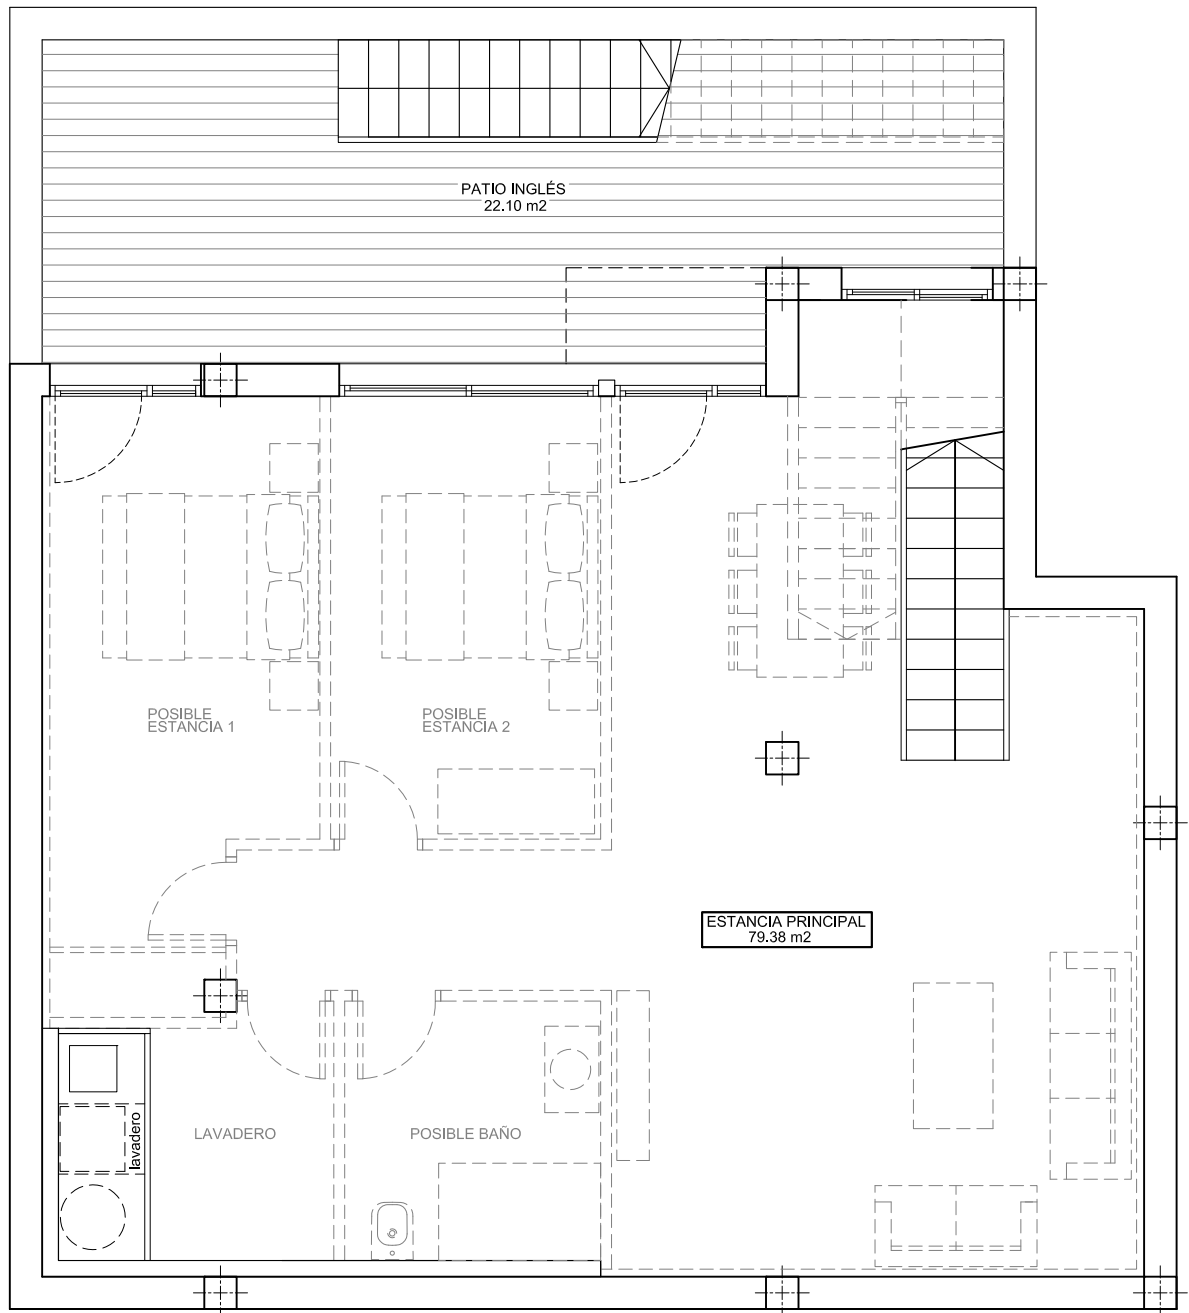 PATIO INGLÉS
22.10 m2
POSIBLE
ESTANCIA 1
POSIBLE
ESTANCIA 2
ESTANCIA PRINCIPAL
79.38 m2
lavadero
LAVADERO
POSIBLE BAÑO